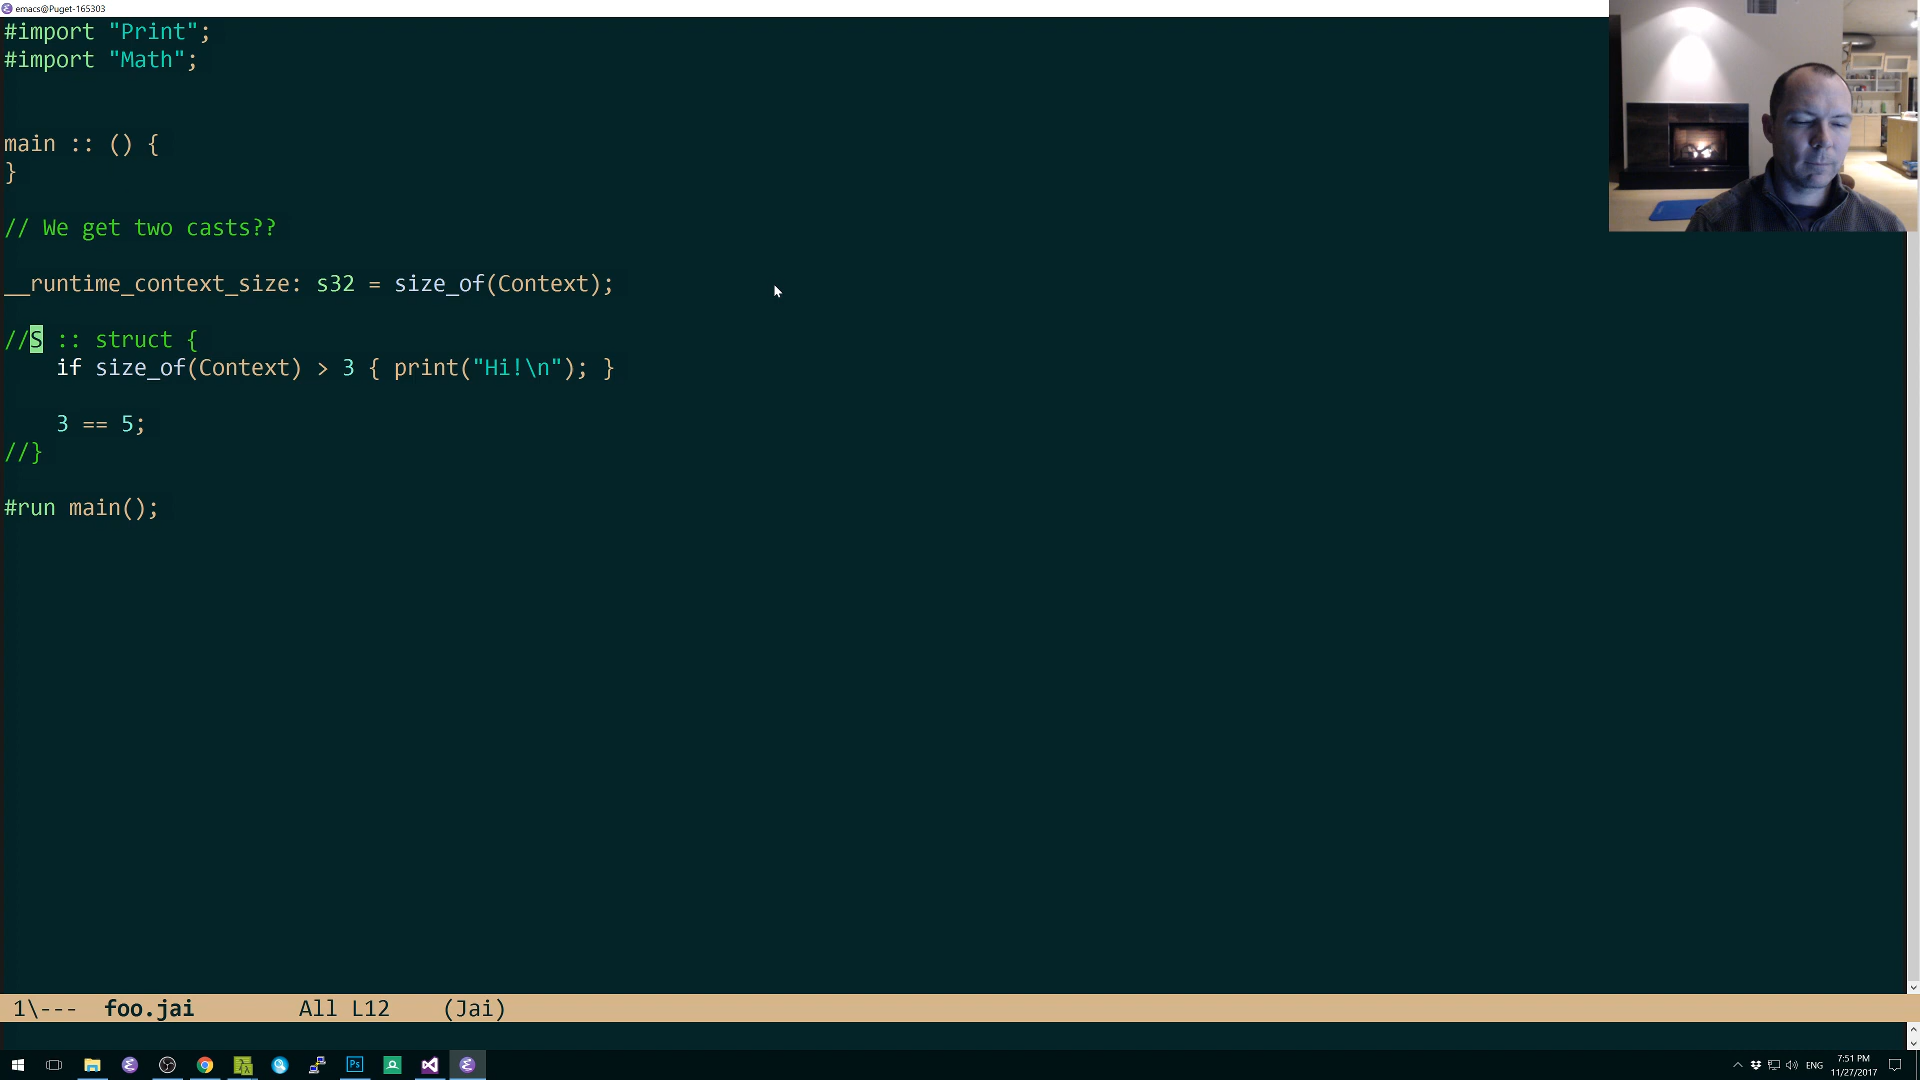 emacs@Puget-165303
#import "Print";
#import "Math";
main :: () {
}
// We get two casts??
__runtime_context_size: s32 = size_of(Context);
//S :: struct {
if size_of(Context) > 3 { print("Hi!\n"); }
3 == 5;
//}
#run main();
1\--- foo.jai All L12 (Jai)
Ps
ENG
7:51 PM
11/27/2017